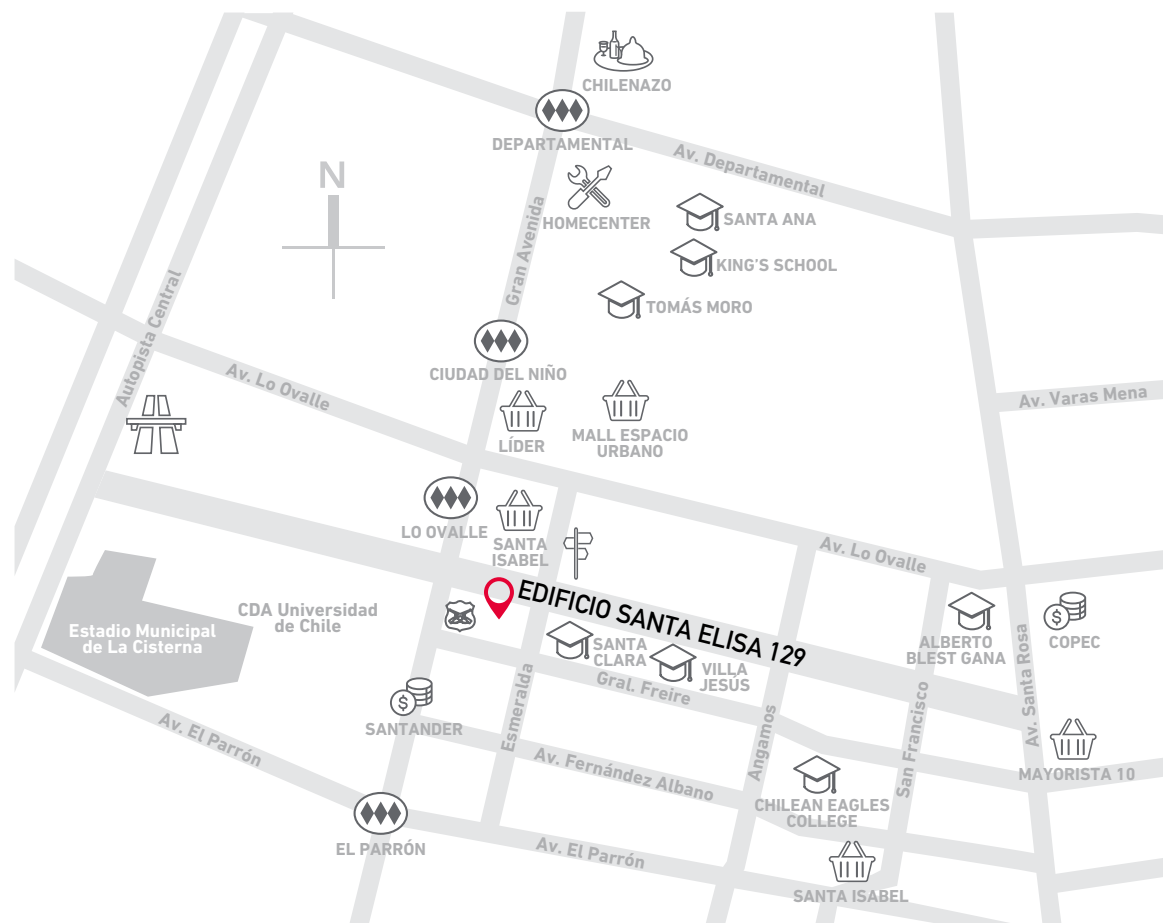 CHILENAZO
DEPARTAMENTAL
Av. Departamental
N
HOMECENTER
SANTA ANA
Gran Avenida
KING'S SCHOOL
TOMÁS MORO
Autopista Central
CIUDAD DEL NIÑO
Av. Lo Ovalle
Av. Varas Mena
LÍDER
MALL ESPACIO
URBANO
LO OVALLE
SANTA
ISABEL
Av. Lo Ovalle
EDIFICIO SANTA ELISA 129
CDA Universidad
de Chile
Estadio Municipal
de La Cisterna
SANTA
CLARA
VILLA
JESÚS
ALBERTO
BLEST GANA
COPEC
$
Av. Santa Rosa
Gral. Freire
Esmeralda
Angamos
San Francisco
$
SANTANDER
Av. El Parrón
Av. Fernández Albano
MAYORISTA 10
CHILEAN EAGLES
COLLEGE
EL PARRÓN
Av. El Parrón
SANTA ISABEL